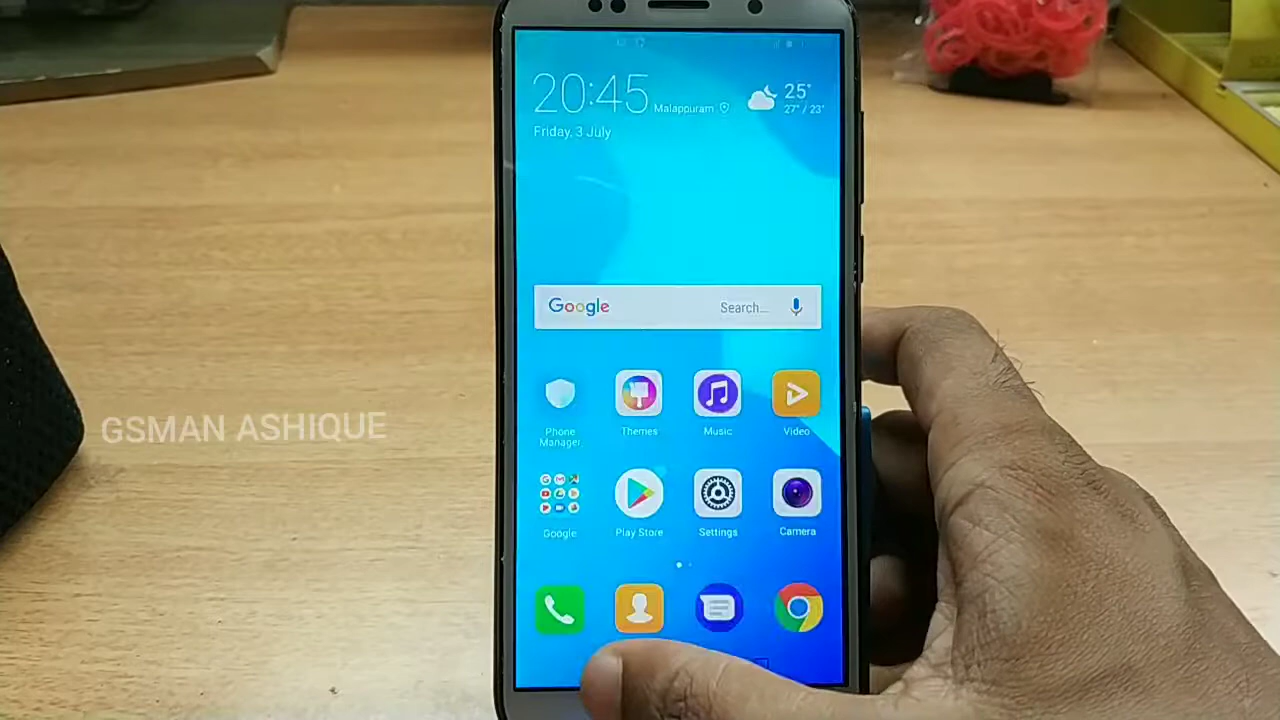 20:45 Malappuram 25°
27° / 23°
Friday, 3 July
Google Search...
GSMAN ASHIQUE
Phone Manager Themes Music Video
Google Play Store Settings Camera